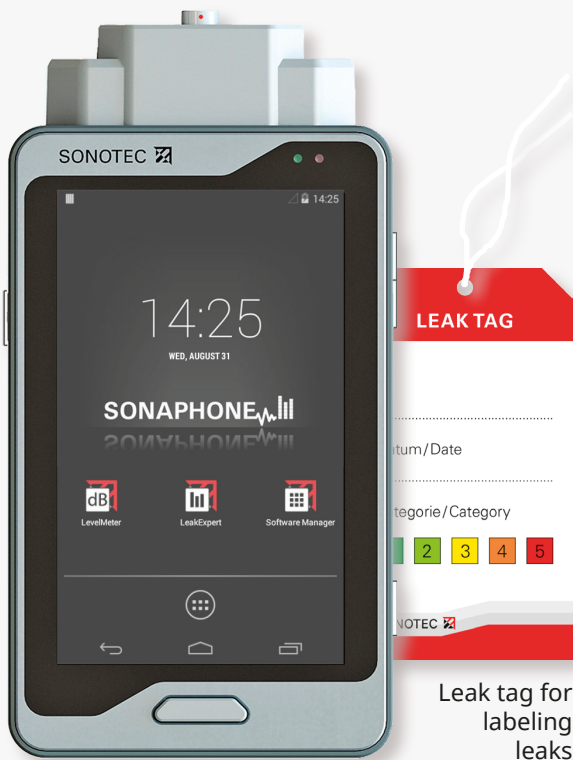 SONOTEC
14:25
14:25
WED, AUGUST 31
SONAPHONE
dB
LevelMeter
LeakExpert
Software Manager
LEAK TAG
tum/Date
tegorie/Category
2 3 4 5
NOTEC
Leak tag for
labeling
leaks